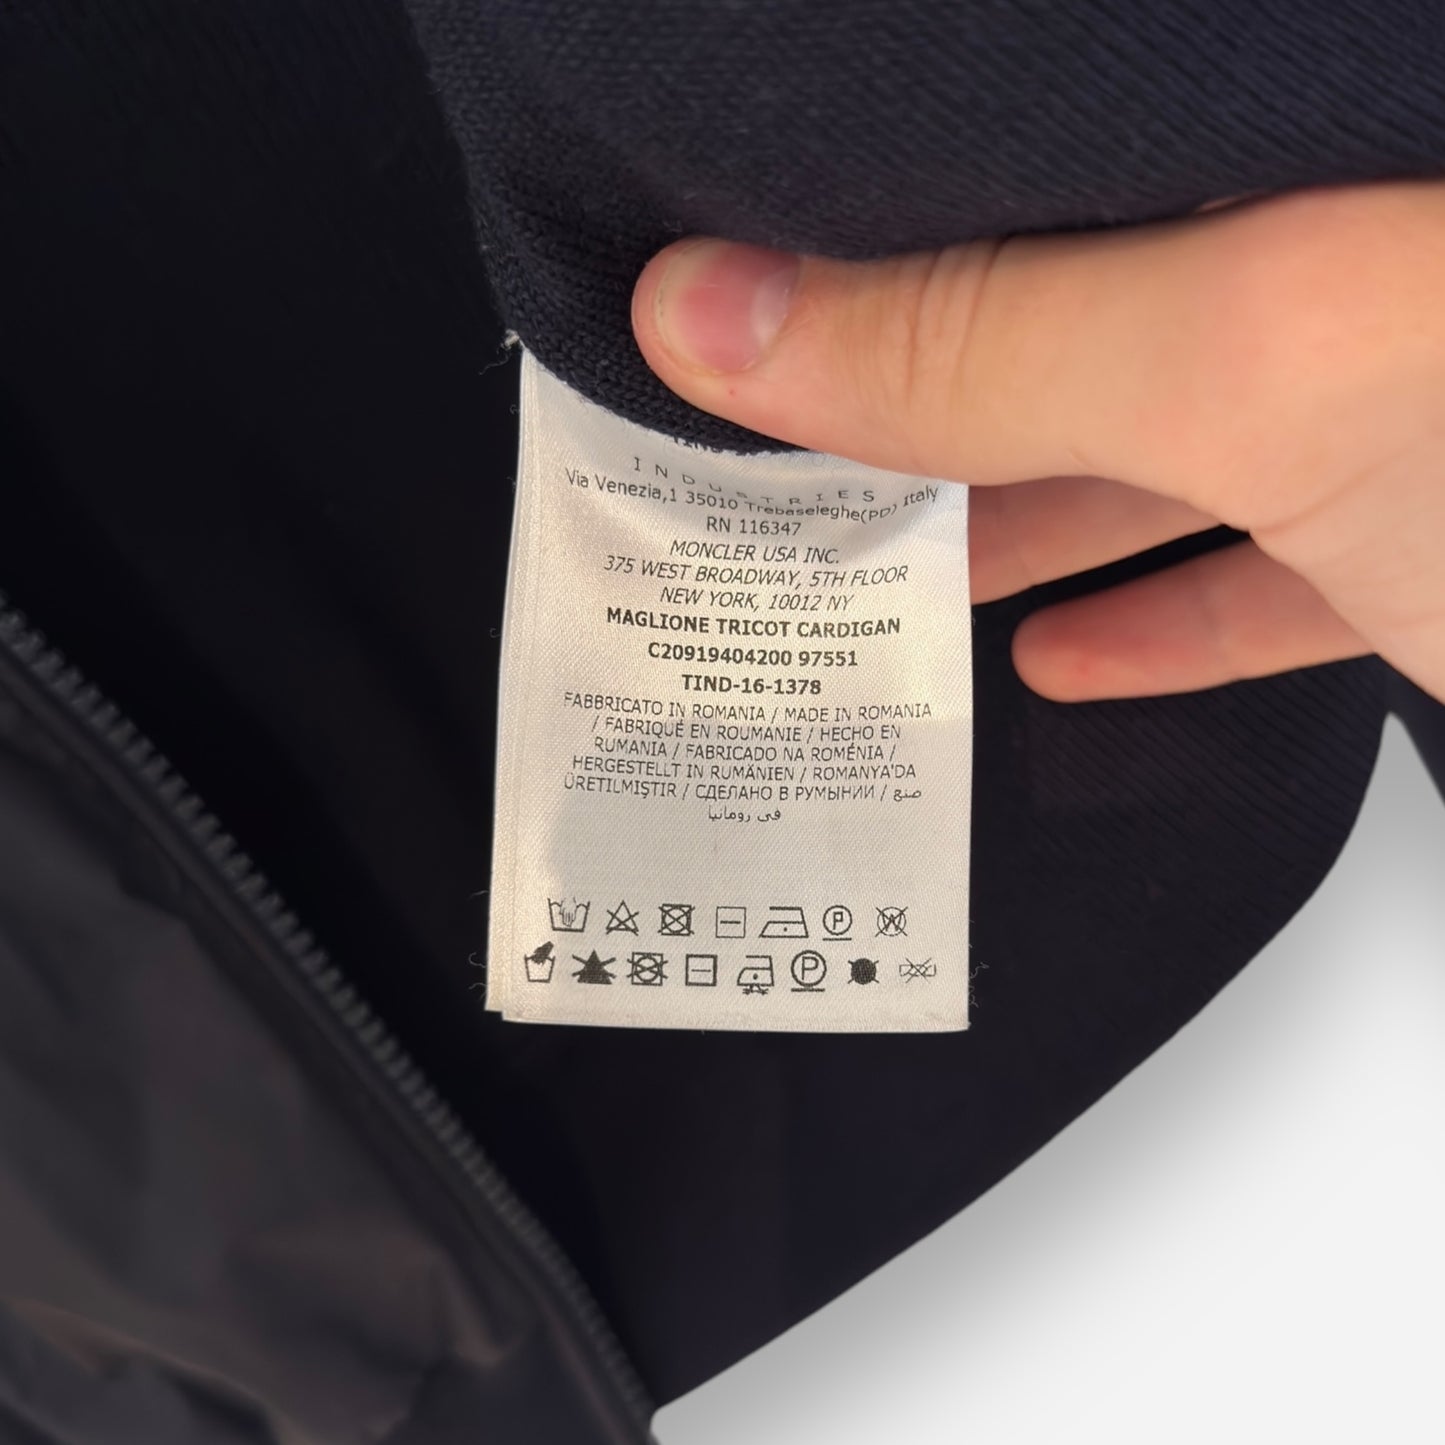 INDUSTRIES
Via Venezia,1 35010 Trebaseleghe(PD) Italy
RN 116347
MONCLER USA INC.
375 WEST BROADWAY, 5TH FLOOR
NEW YORK, 10012 NY
MAGLIONE TRICOT CARDIGAN
C20919404200 97551
TIND-16-1378
FABBRICATO IN ROMANIA / MADE IN ROMANIA
/ FABRIQUÉ EN ROUMANIE / HECHO EN
RUMANIA / FABRICADO NA ROMÉNIA /
HERGESTELLT IN RUMÄNIEN / ROMANYA'DA
ÜRETILMIŞTIR / СДЕЛАНО В РУМЫНИИ / صنع
في رومانيا
P W
P